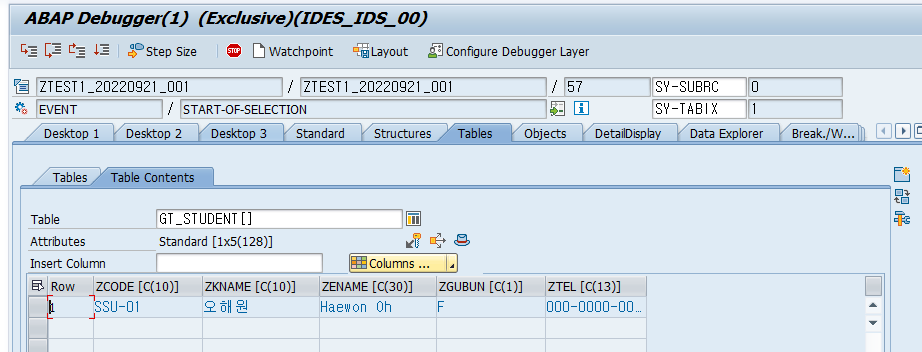 ABAP Debugger(1) (Exclusive)(IDES_IDS_00)
Step Size STOP Watchpoint Layout Configure Debugger Layer
ZTEST1_20220921_001 / ZTEST1_20220921_001 / 57 SY-SUBRC 0
EVENT / START-OF-SELECTION SY-TABIX 1
Desktop 1 Desktop 2 Desktop 3 Standard Structures Tables Objects DetailDisplay Data Explorer Break./W...
Tables Table Contents
Table GT_STUDENT[]
Attributes Standard [1x5(128)]
Insert Column Columns ...
Row ZCODE [C(10)] ZKNAME [C(10)] ZENAME [C(30)] ZGUBUN [C(1)] ZTEL [C(13)]
1 SSU-01 오해원 Haewon Oh F 000-0000-00...